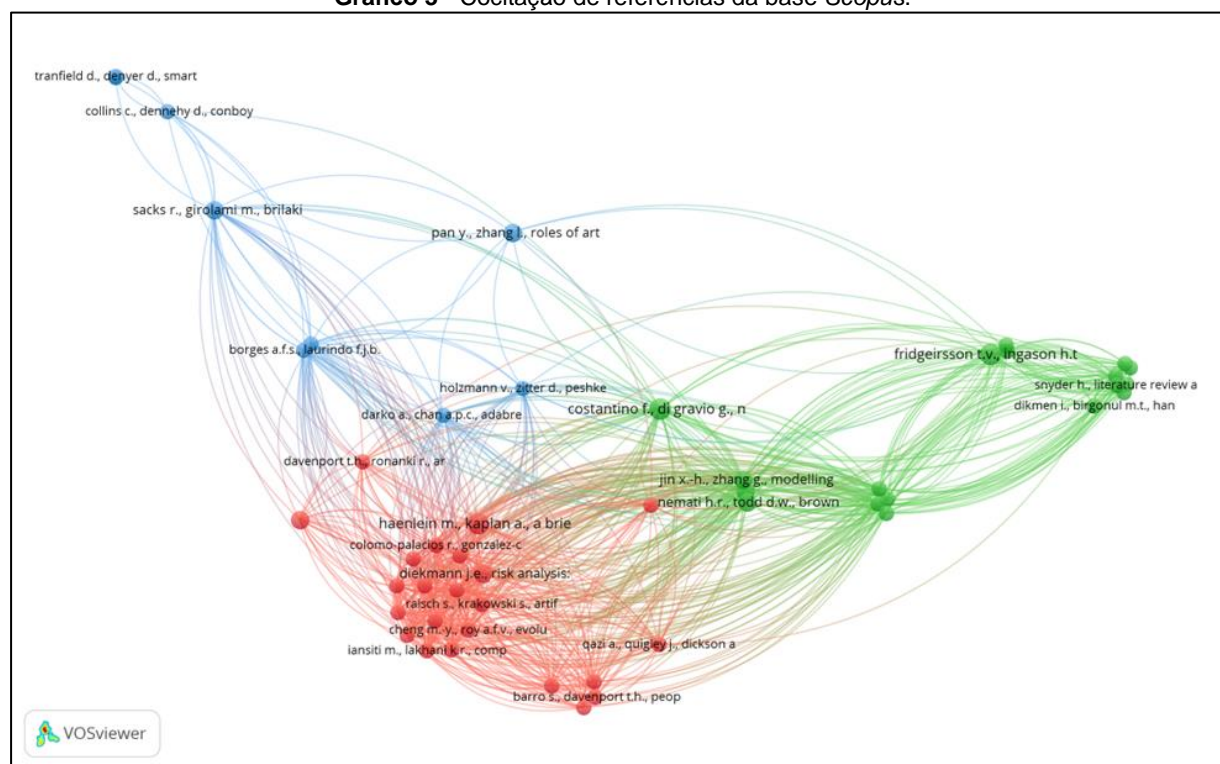 Gráfico 3 - Cocitação de referências da base Scopus.
tranfield d., denyer d., smart
collins c., dennehy d., conboy
sacks r., girolami m., brilaki
pan y., zhang l., roles of art
borges a.f.s., laurindo f.j.b.
fridgeirsson t.v., ingason h.t
snyder h., literature review a
holzmann v., zitter d., peshke
dikmen i., birgonul m.t., han
costantino f., di gravio g., n
darko a., chan a.p.c., adabre
davenport t.h., ronanki r., ar
jin x.-h., zhang g., modelling
nemati h.r., todd d.w., brown
haenlein m., kaplan a., a brie
colomo-palacios r., gonzalez-c
diekmann j.e., risk analysis:
raisch s., krakowski s., artif
cheng m.-y., roy a.f.v., evolu
qazi a., quigley j., dickson a
iansiti m., lakhani k.r., comp
barro s., davenport t.h., peop
VOSviewer